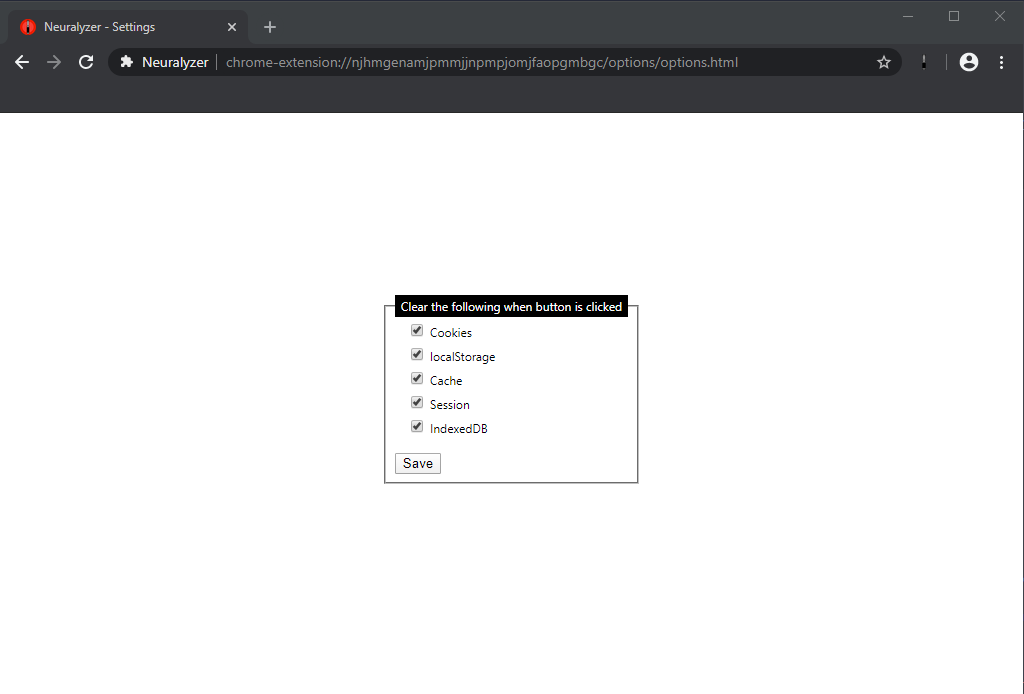 Neuralyzer - Settings
Neuralyzer chrome-extension://njhmgenamjpmmjjnpmpjomjfaopgmbgc/options/options.html
Clear the following when button is clicked
Cookies
localStorage
Cache
Session
IndexedDB
Save